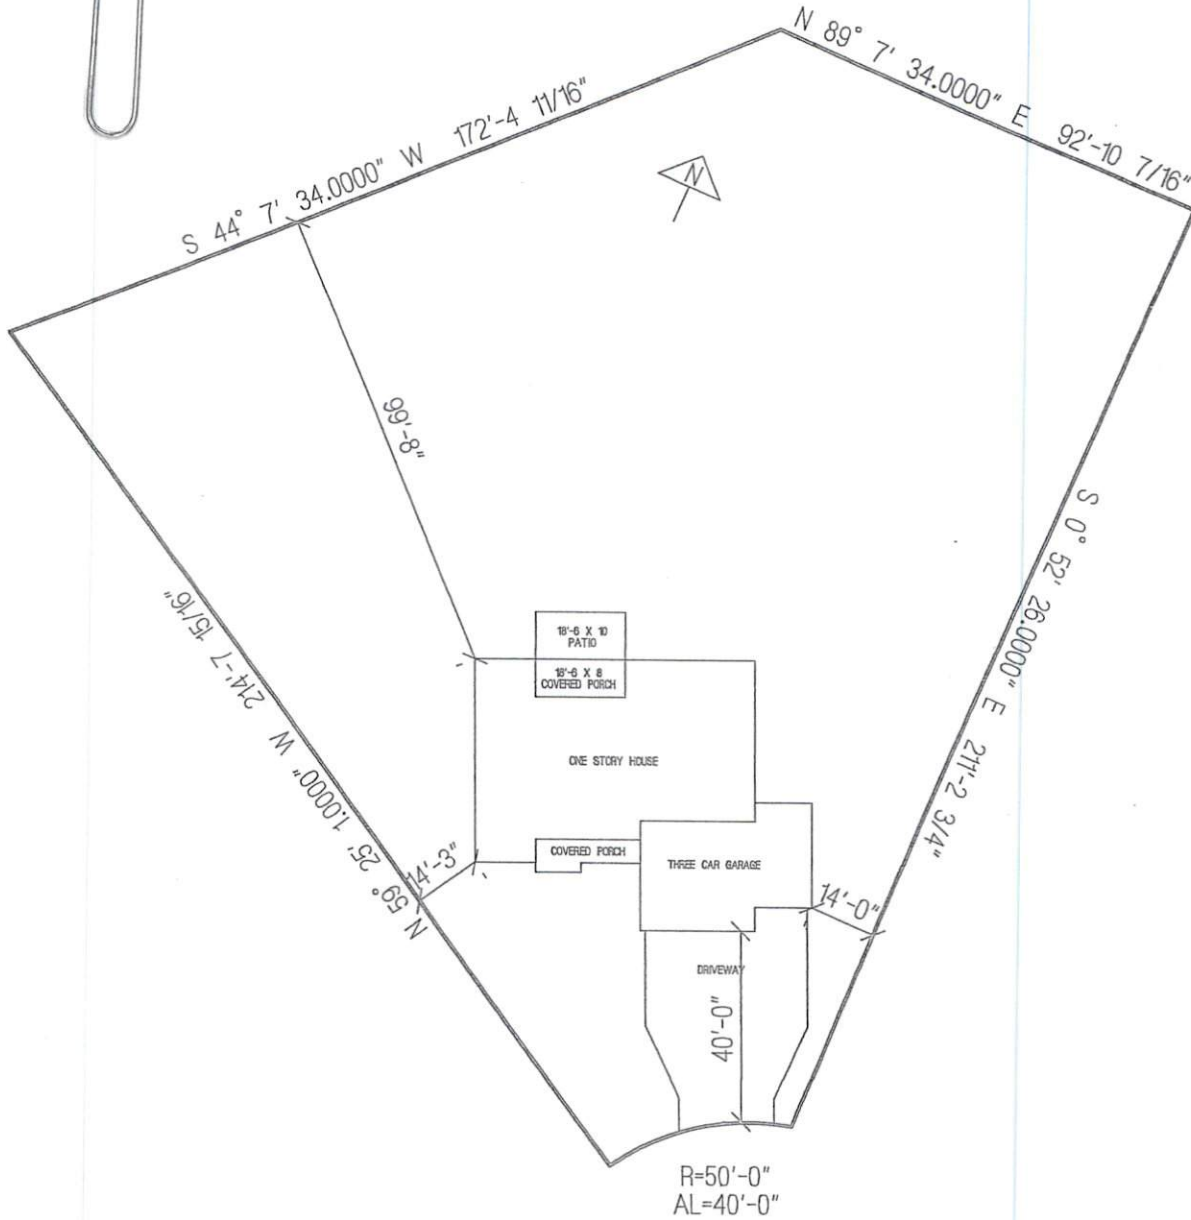 N 89° 7' 34.0000" E 92'-10 7/16"
S 44° 7' 34.0000" W 172'-4 11/16"
N
99'-8"
S 0° 52' 26.0000" E 211'-2 3/4"
N 59° 25' 1.0000" W 214'-7 15/16"
18'-6 X 10
PATIO
18'-6 X 8
COVERED PORCH
ONE STORY HOUSE
COVERED PORCH
THREE CAR GARAGE
14'-3"
14'-0"
DRIVEWAY
40'-0"
R=50'-0"
AL=40'-0"